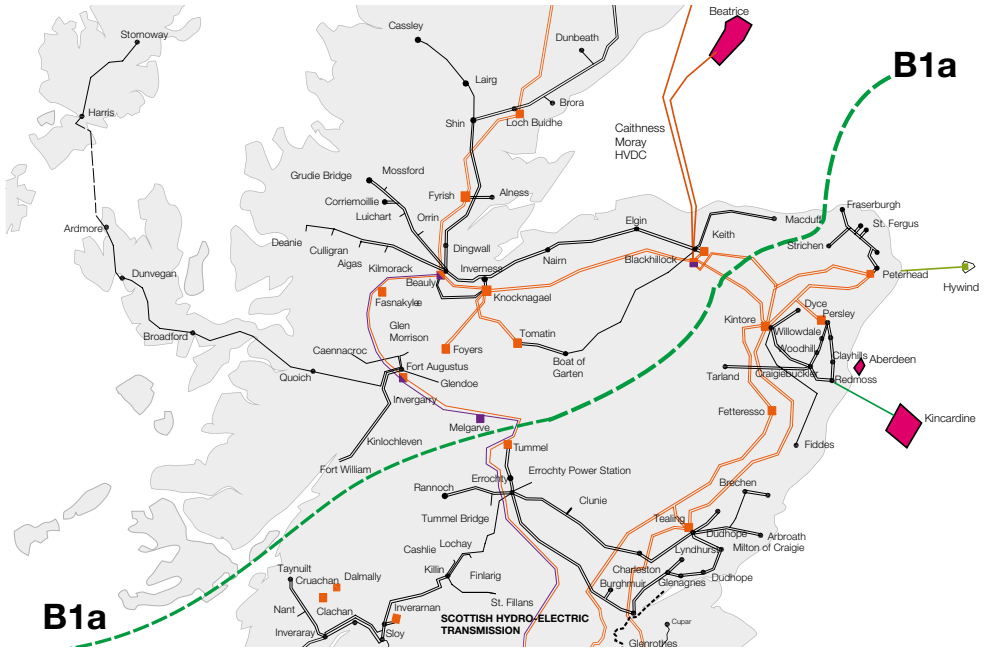 Beatrice
Cassley
Stornoway
Dunbeath
B1a
Lairg
Harris
Brora
Shin
Loch Buidhe
Caithness
Moray
HVDC
Mossford
Grudie Bridge
Fyrish
Alness
Corriemoillie
Luichart
Orrin
Fraserburgh
Macduff
Elgin
St. Fergus
Ardmore
Deanie
Keith
Culligran
Dingwall
Strichen
Aigas
Nairn
Blackhillock
Kilmorack
Inverness
Dunvegan
Beauly
Peterhead
Hywind
Knocknagael
Fasnakyle
Dyce
Persley
Kintore
Glen
Morrison
Tomatin
Willowdale
Broadford
Foyers
Woodhill
Caennacroc
Clayhills
Aberdeen
Boat of
Garten
Fort Augustus
Quoich
Glendoe
Tarland
Craigiebuckler
Redmoss
Invergarry
Fetteresso
Kincardine
Melgarve
Kinlochleven
Tummel
Fiddes
Fort William
Errochty Power Station
Errochty
Rannoch
Brechen
Clunie
Tummel Bridge
Tealing
Dudhope
Arbroath
Milton of Craigie
Lochay
Cashlie
Lyndhurst
Taynuilt
Killin
Charleston
Cruachan
Dalmally
Finlarig
Burghmuir
Glenagnes
Dudhope
St. Fillans
Nant
Clachan
Inverarnan
B1a
SCOTTISH HYDRO-ELECTRIC
TRANSMISSION
Cupar
Inveraray
Sloy
Glenrothes